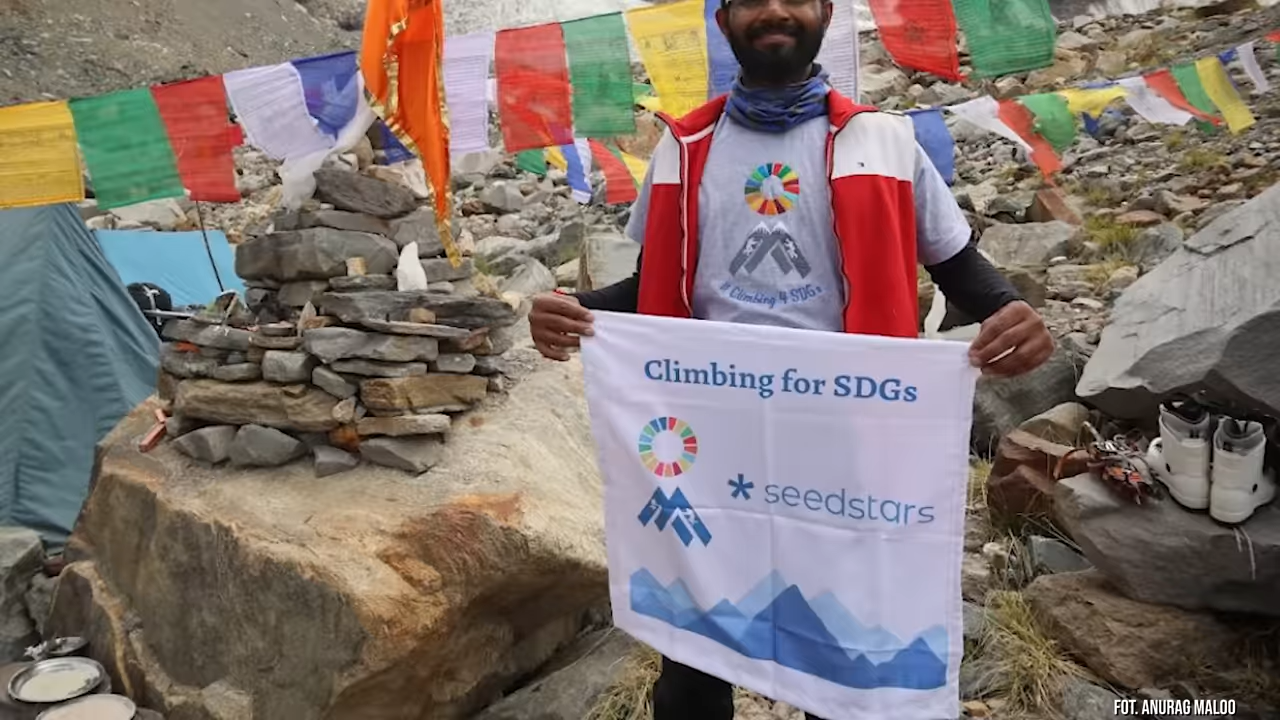 # Climbing 4 SDGs
Climbing for SDGs
* seedstars
FOT. ANURAG MALOO